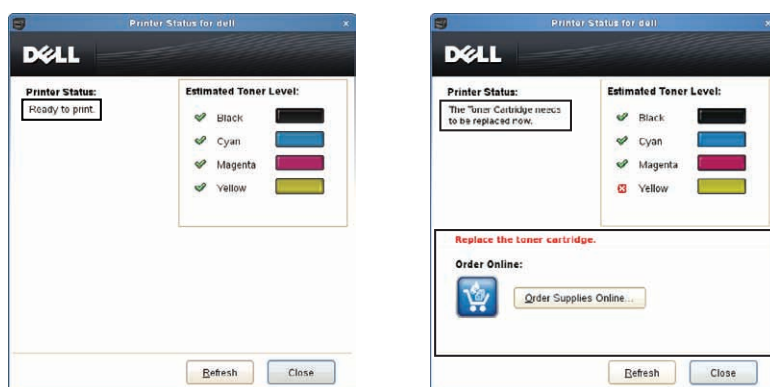 Printer Status for dell
DELL
Printer Status:
Ready to print.
Estimated Toner Level:
Black
Cyan
Magenta
Yellow
Refresh
Close
Printer Status for dell
DELL
Printer Status:
The Toner Cartridge needs
to be replaced now.
Estimated Toner Level:
Black
Cyan
Magenta
Yellow
Replace the toner cartridge.
Order Online:
Order Supplies Online...
Refresh
Close